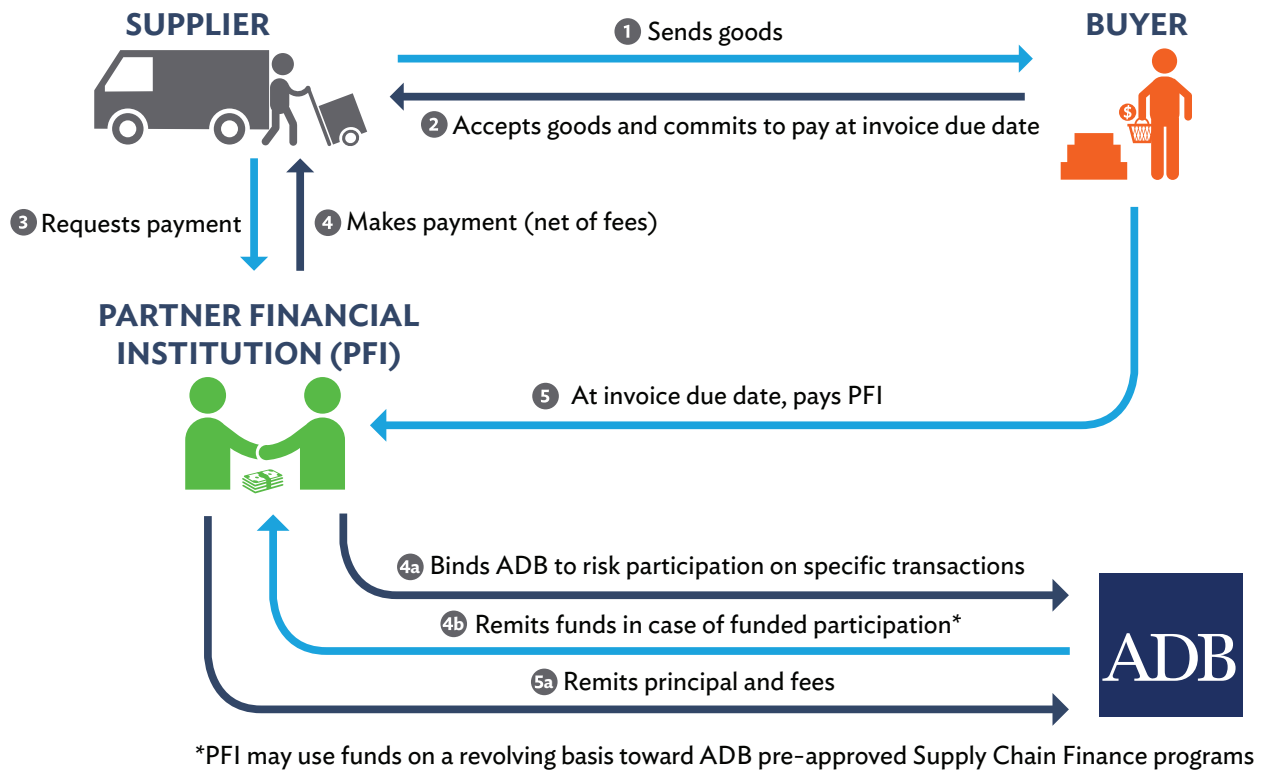 SUPPLIER
BUYER
1 Sends goods
2 Accepts goods and commits to pay at invoice due date
$
3 Requests payment
4 Makes payment (net of fees)
PARTNER FINANCIAL
INSTITUTION (PFI)
5 At invoice due date, pays PFI
4a Binds ADB to risk participation on specific transactions
4b Remits funds in case of funded participation*
5a Remits principal and fees
ADB
*PFI may use funds on a revolving basis toward ADB pre-approved Supply Chain Finance programs